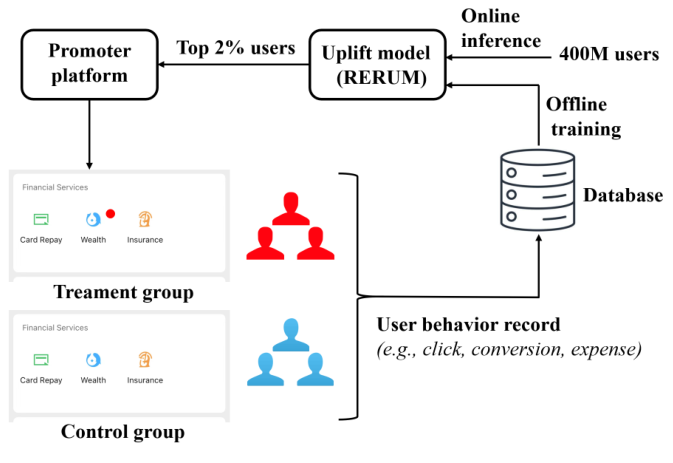 Promoter
platform
Top 2% users
Uplift model
(RERUM)
Online
inference
400M users
Offline
training
Database
Financial Services
Card Repay
Wealth
Insurance
Treament group
User behavior record
(e.g., click, conversion, expense)
Financial Services
Card Repay
Wealth
Insurance
Control group